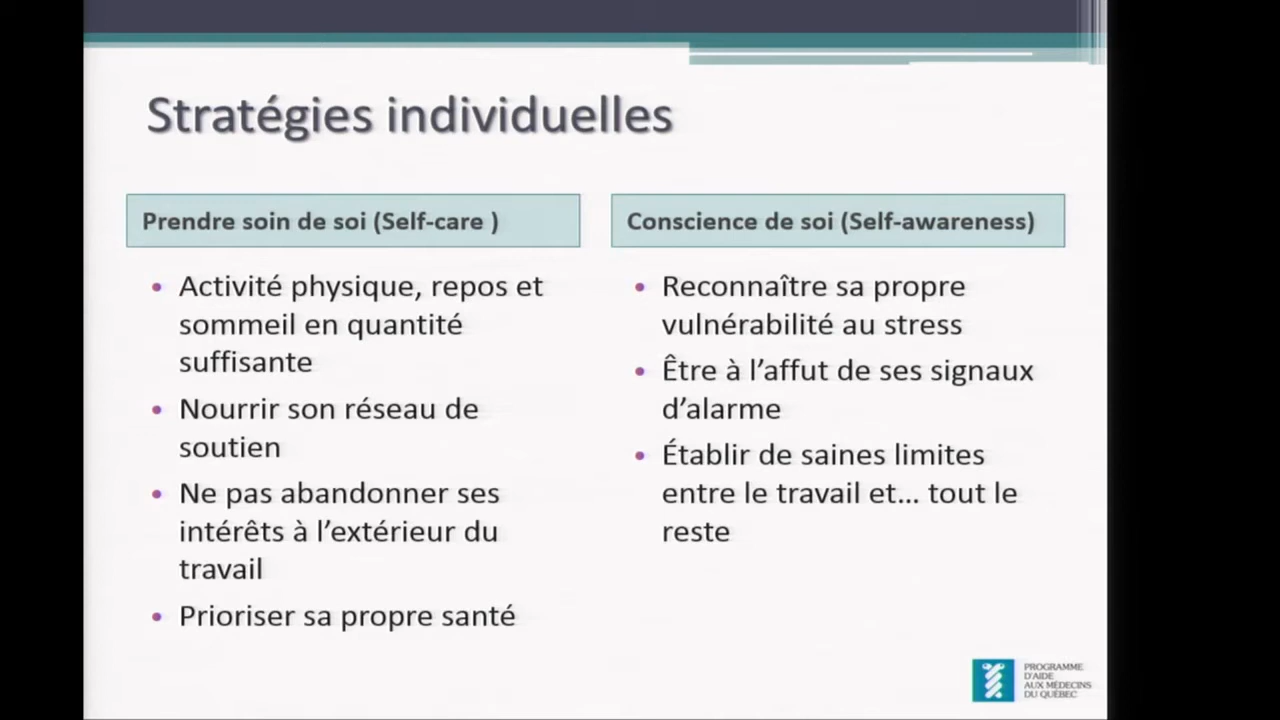 Stratégies individuelles
Prendre soin de soi (Self-care )
Activité physique, repos et
sommeil en quantité
suffisante
Nourrir son réseau de
soutien
Ne pas abandonner ses
intérêts à l’extérieur du
travail
Prioriser sa propre santé
Conscience de soi (Self-awareness)
Reconnaître sa propre
vulnérabilité au stress
Être à l’affut de ses signaux
d’alarme
Établir de saines limites
entre le travail et… tout le
reste
PROGRAMME
D'AIDE
AUX MÉDECINS
DU QUÉBEC